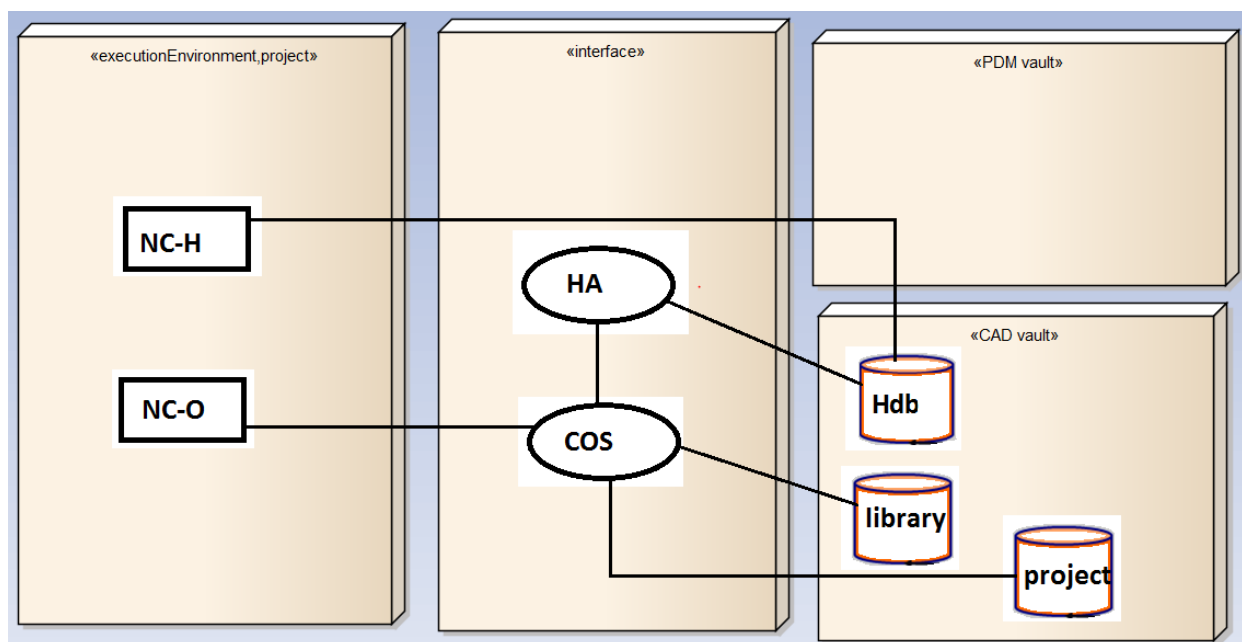 «executionEnvironment,project»
«interface»
«PDM vault»
NC-H
HA
«CAD vault»
Hdb
NC-O
COS
library
project